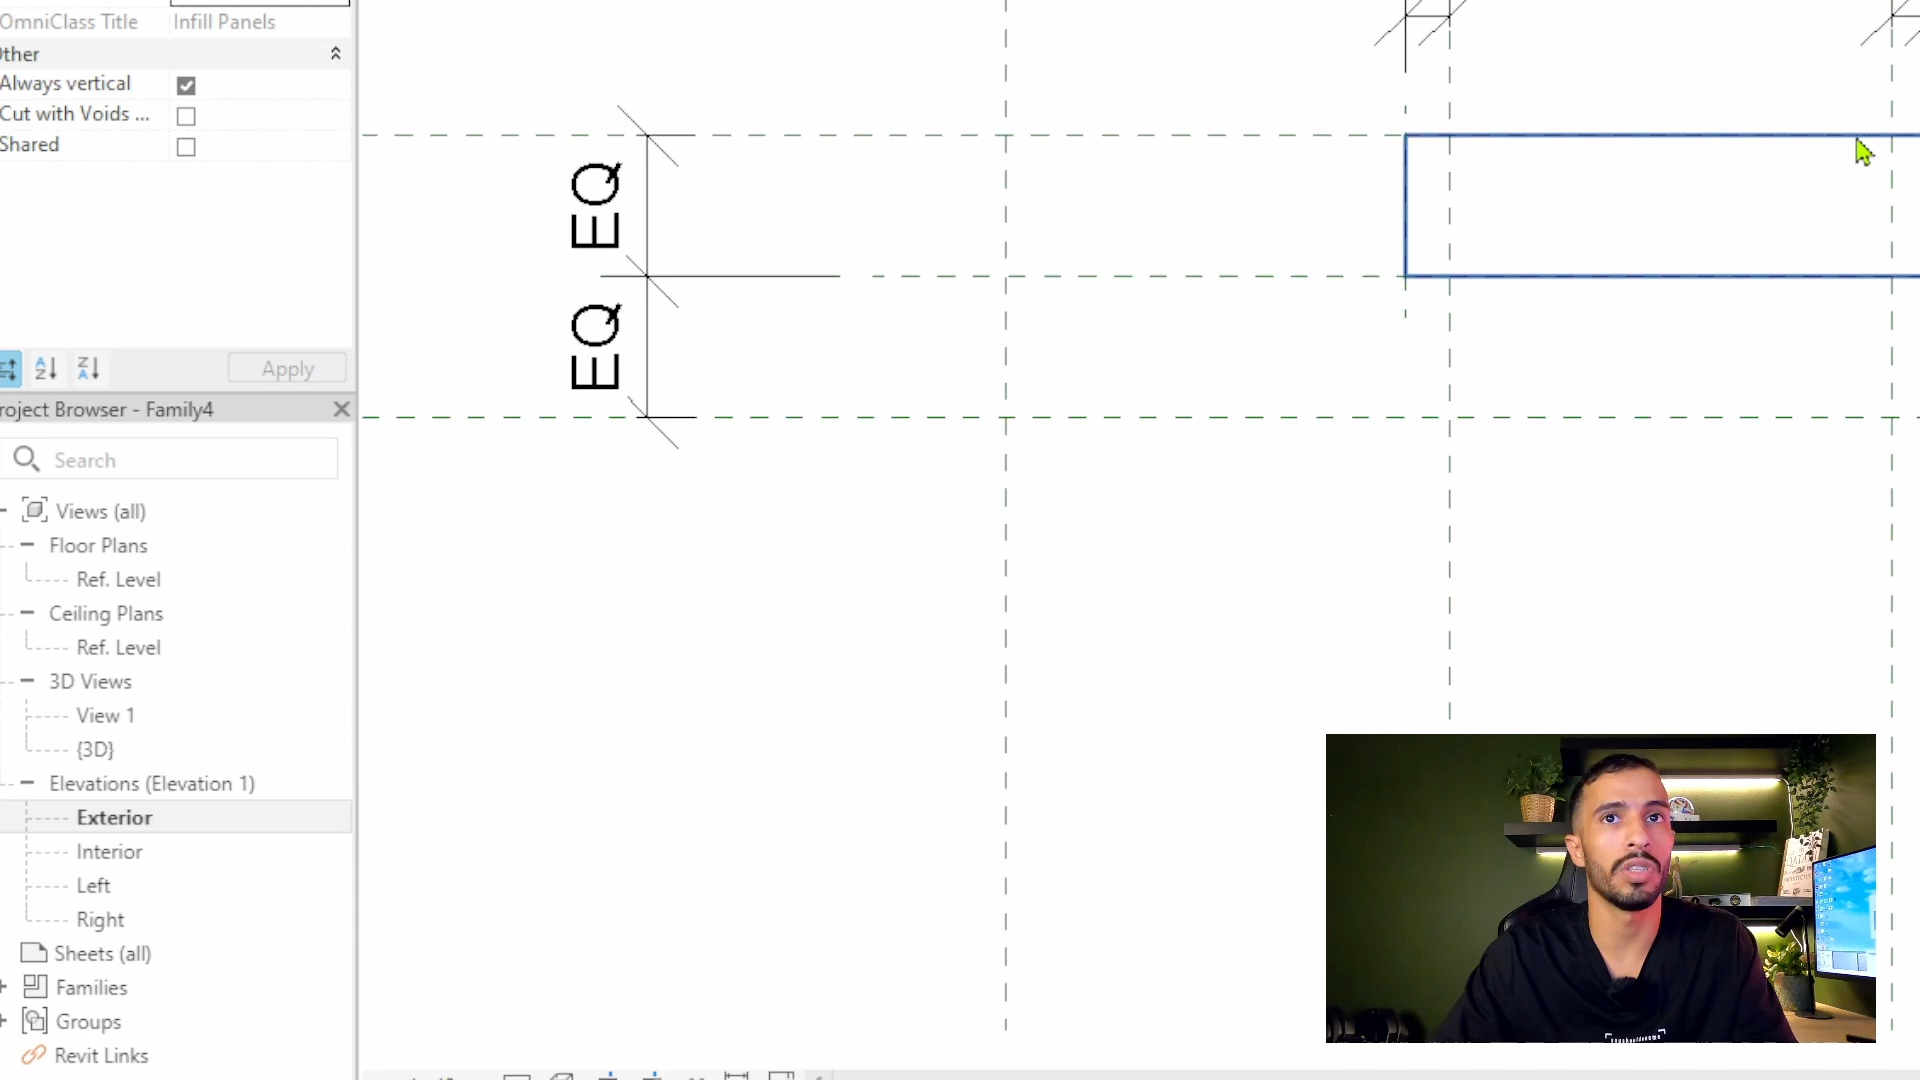 OmniClass Title Infill Panels
Other
Always vertical
Cut with Voids ...
Shared
Apply
Project Browser - Family4
Search
Views (all)
Floor Plans
Ref. Level
Ceiling Plans
Ref. Level
3D Views
View 1
{3D}
Elevations (Elevation 1)
Exterior
Interior
Left
Right
Sheets (all)
Families
Groups
Revit Links
EQ
EQ